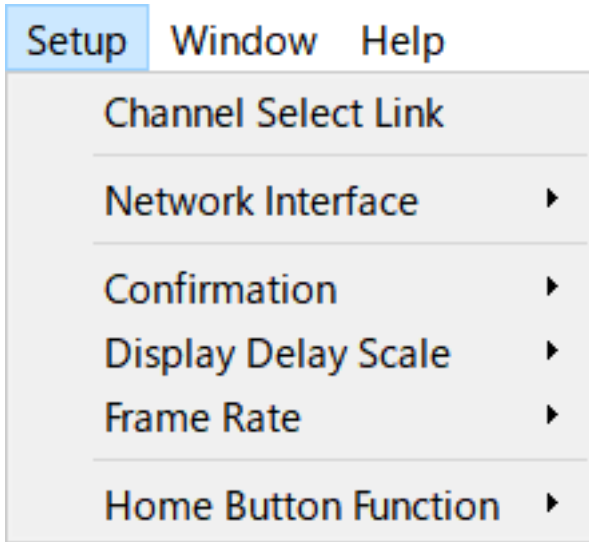 Setup Window Help
Channel Select Link
Network Interface
Confirmation
Display Delay Scale
Frame Rate
Home Button Function